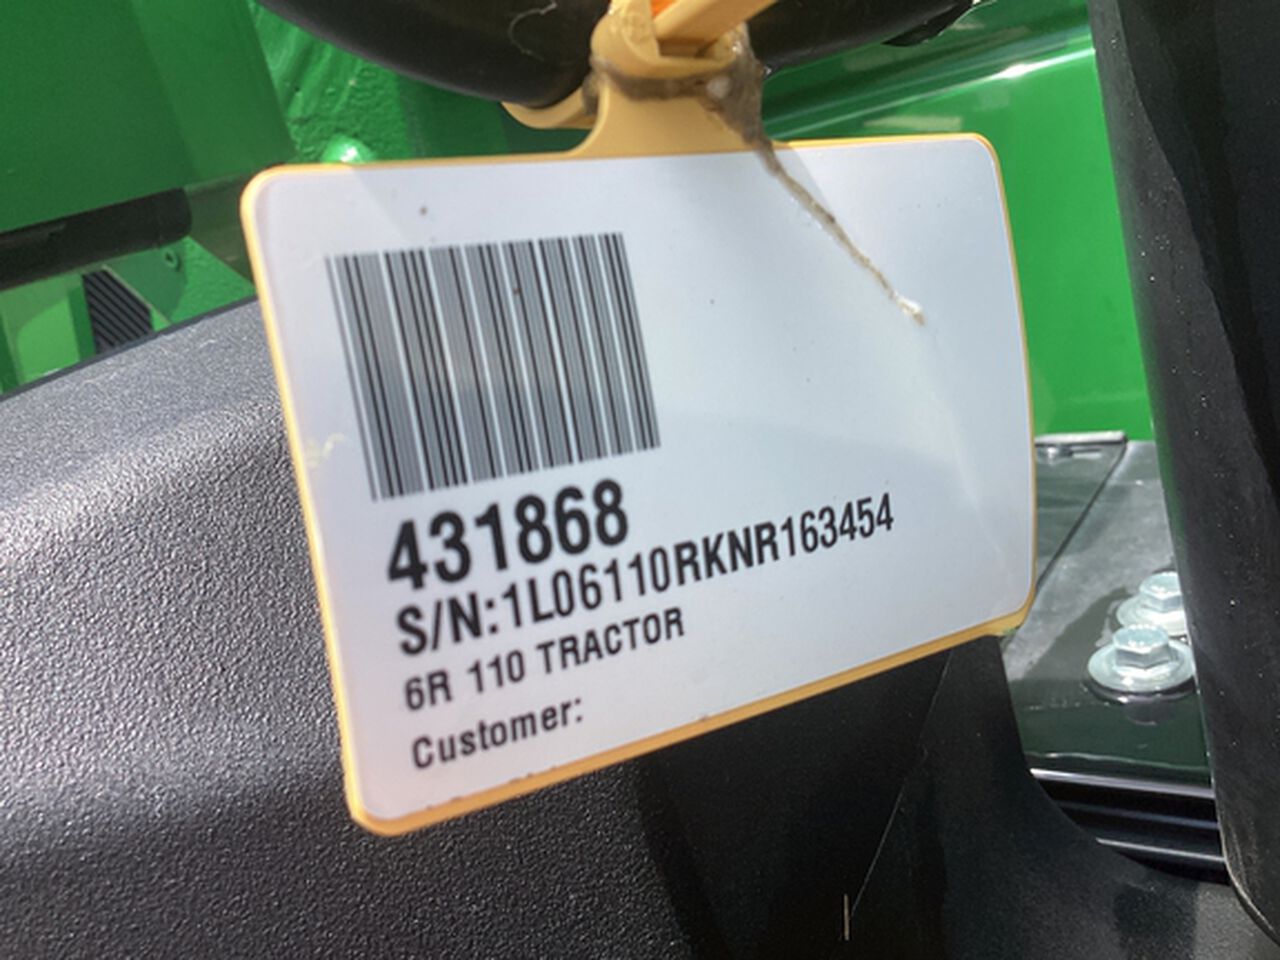 431868
S/N:1L06110RKNR163454
6R 110 TRACTOR
Customer: